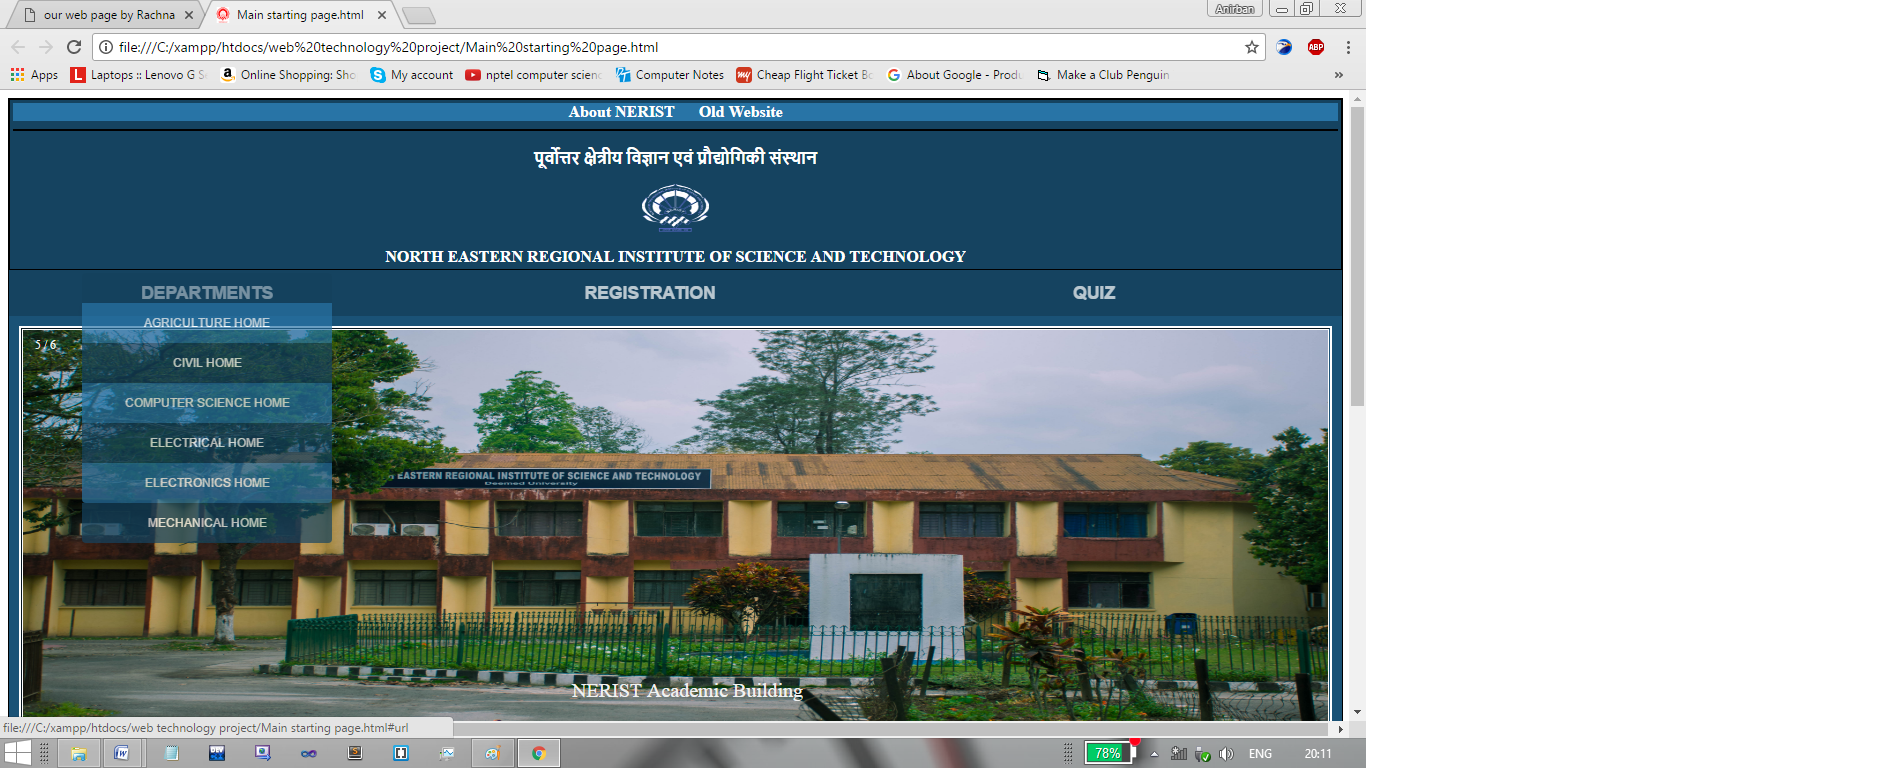 our web page by Rachna
Main starting page.html
Anirban
file:///C:/xampp/htdocs/web%20technology%20project/Main%20starting%20page.html
ABP
Apps
Laptops :: Lenovo G S
Online Shopping: Sho
My account
nptel computer scienc
Computer Notes
Cheap Flight Ticket Bo
About Google - Produ
Make a Club Penguin
About NERIST Old Website
पूर्वोत्तर क्षेत्रीय विज्ञान एवं प्रौद्योगिकी संस्थान
NORTH EASTERN REGIONAL INSTITUTE OF SCIENCE AND TECHNOLOGY
DEPARTMENTS REGISTRATION QUIZ
AGRICULTURE HOME
5 / 6
CIVIL HOME
COMPUTER SCIENCE HOME
ELECTRICAL HOME
EASTERN REGIONAL INSTITUTE OF SCIENCE AND TECHNOLOGY
Deemed University
ELECTRONICS HOME
MECHANICAL HOME
NERIST Academic Building
file:///C:/xampp/htdocs/web technology project/Main starting page.html#url
78%
ENG
20:11